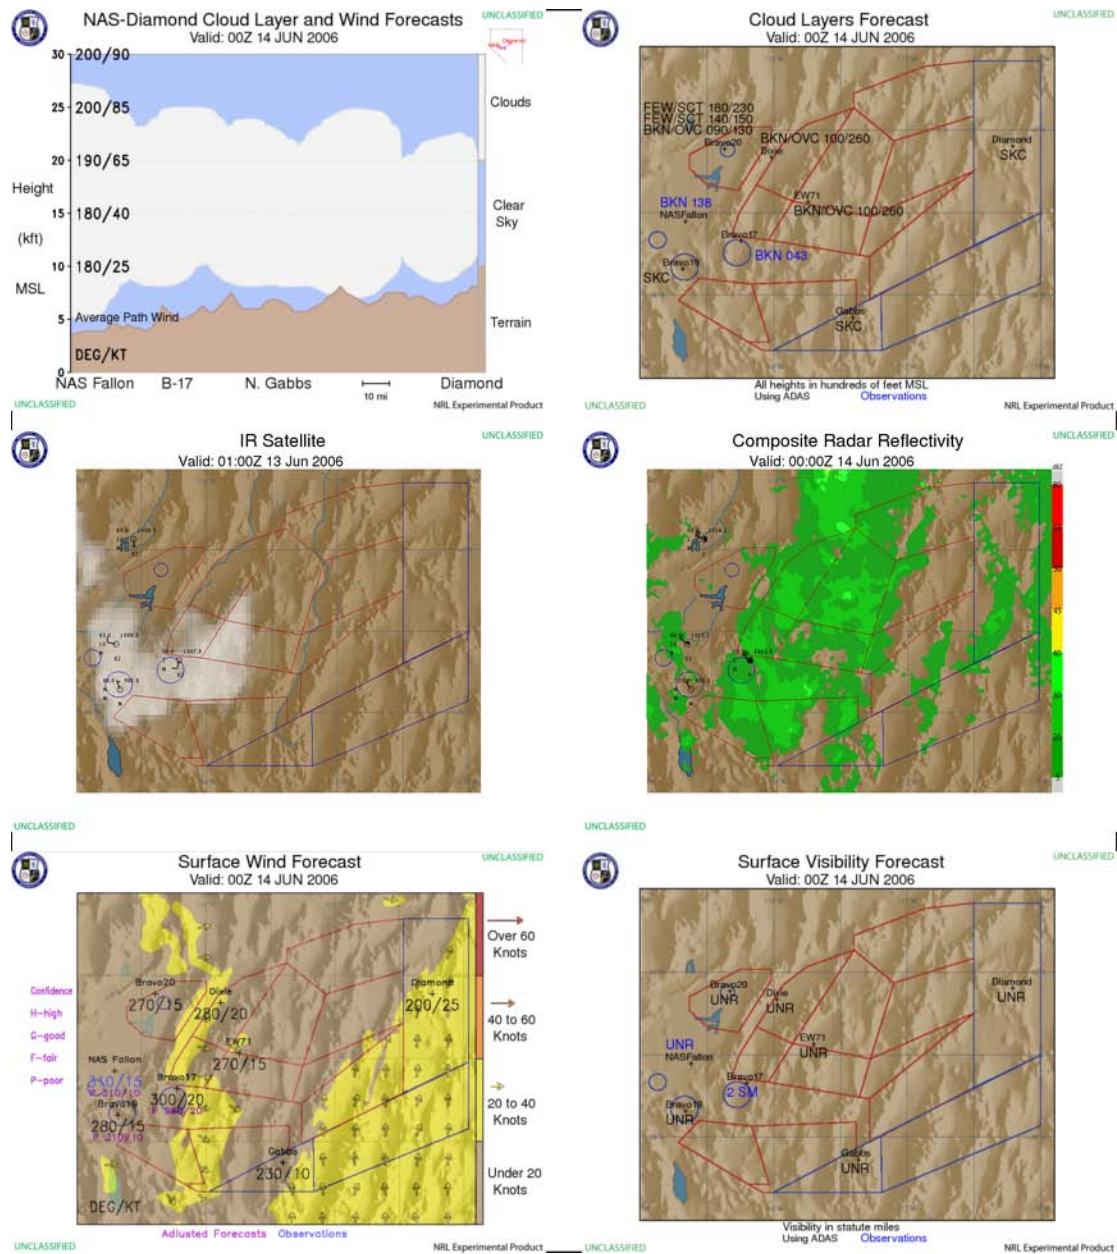 NAS-Diamond Cloud Layer and Wind Forecasts
Valid: 00Z 14 JUN 2006
UNCLASSIFIED
30 200/90
25 200/85
20 190/65
15 180/40
10 180/25
5
0
Height
(kft)
MSL
Average Path Wind
DEG/KT
Clouds
Clear
Sky
Terrain
NAS Fallon B-17 N. Gabbs Diamond
10 mi
UNCLASSIFIED
NRL Experimental Product
Cloud Layers Forecast
Valid: 00Z 14 JUN 2006
UNCLASSIFIED
FEW/SCT 180/230
FEW/SCT 140/150
BKN/OVC 090/130
Bravo20
BKN/OVC 100/260
Dixie
Diamond
SKC
EW71
BKN/OVC 100/260
BKN 138
NASFallon
Bravo17
BKN 043
Bravo19
SKC
Gabbs
SKC
All heights in hundreds of feet MSL
Using ADAS Observations
UNCLASSIFIED
NRL Experimental Product
IR Satellite
Valid: 01:00Z 13 Jun 2006
UNCLASSIFIED
UNCLASSIFIED
Composite Radar Reflectivity
Valid: 00:00Z 14 Jun 2006
UNCLASSIFIED
UNCLASSIFIED
Surface Wind Forecast
Valid: 00Z 14 JUN 2006
UNCLASSIFIED
Over 60
Knots
40 to 60
Knots
20 to 40
Knots
Under 20
Knots
Confidence
H-high
G-good
F-fair
P-poor
Bravo20
270/15
Dixie
280/20
Diamond
200/25
EW71
270/15
NAS Fallon
310/15
P 310/10
Bravo17
300/20
Bravo19
280/15
P 310/10
Gabbs
230/10
DEG/KT
Adjusted Forecasts Observations
UNCLASSIFIED
NRL Experimental Product
Surface Visibility Forecast
Valid: 00Z 14 JUN 2006
UNCLASSIFIED
Bravo20
UNR
Dixie
UNR
Diamond
UNR
EW71
UNR
UNR
NASFallon
Bravo17
2 SM
Bravo19
UNR
Gabbs
UNR
Visibility in statute miles
Using ADAS Observations
UNCLASSIFIED
NRL Experimental Product